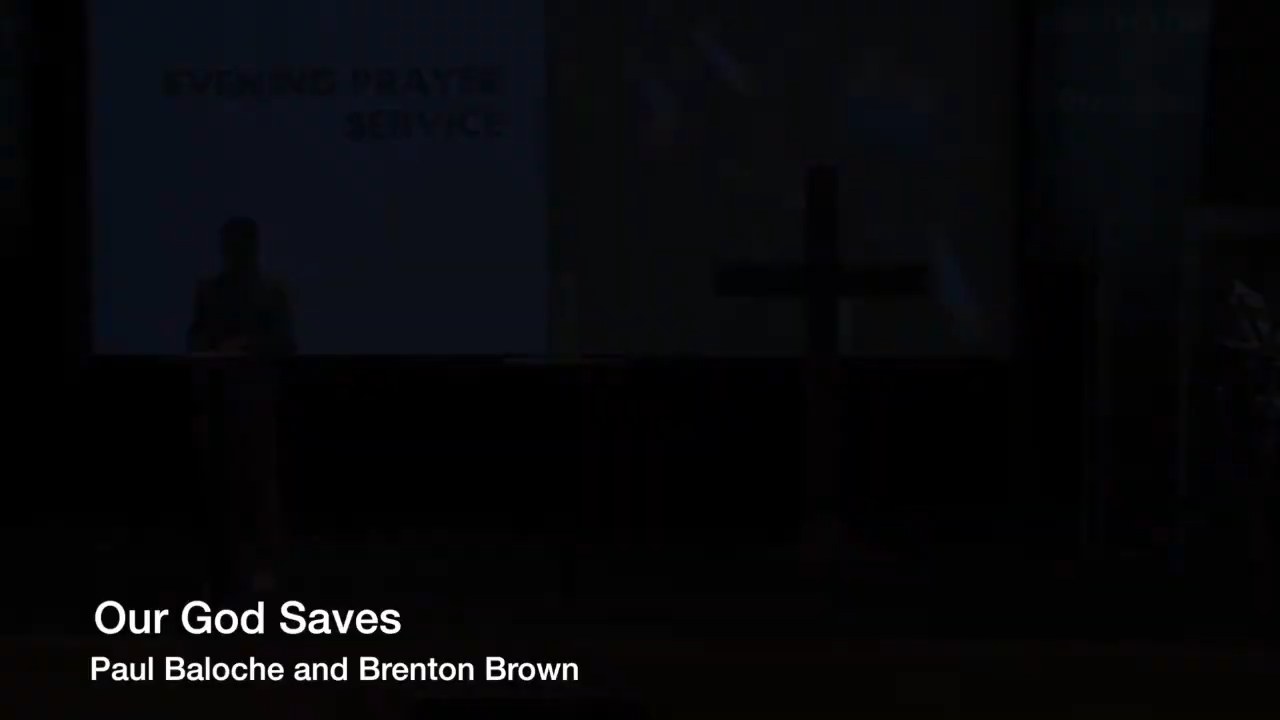 EVENING PRAYER
SERVICE
Our God Saves
Paul Baloche and Brenton Brown